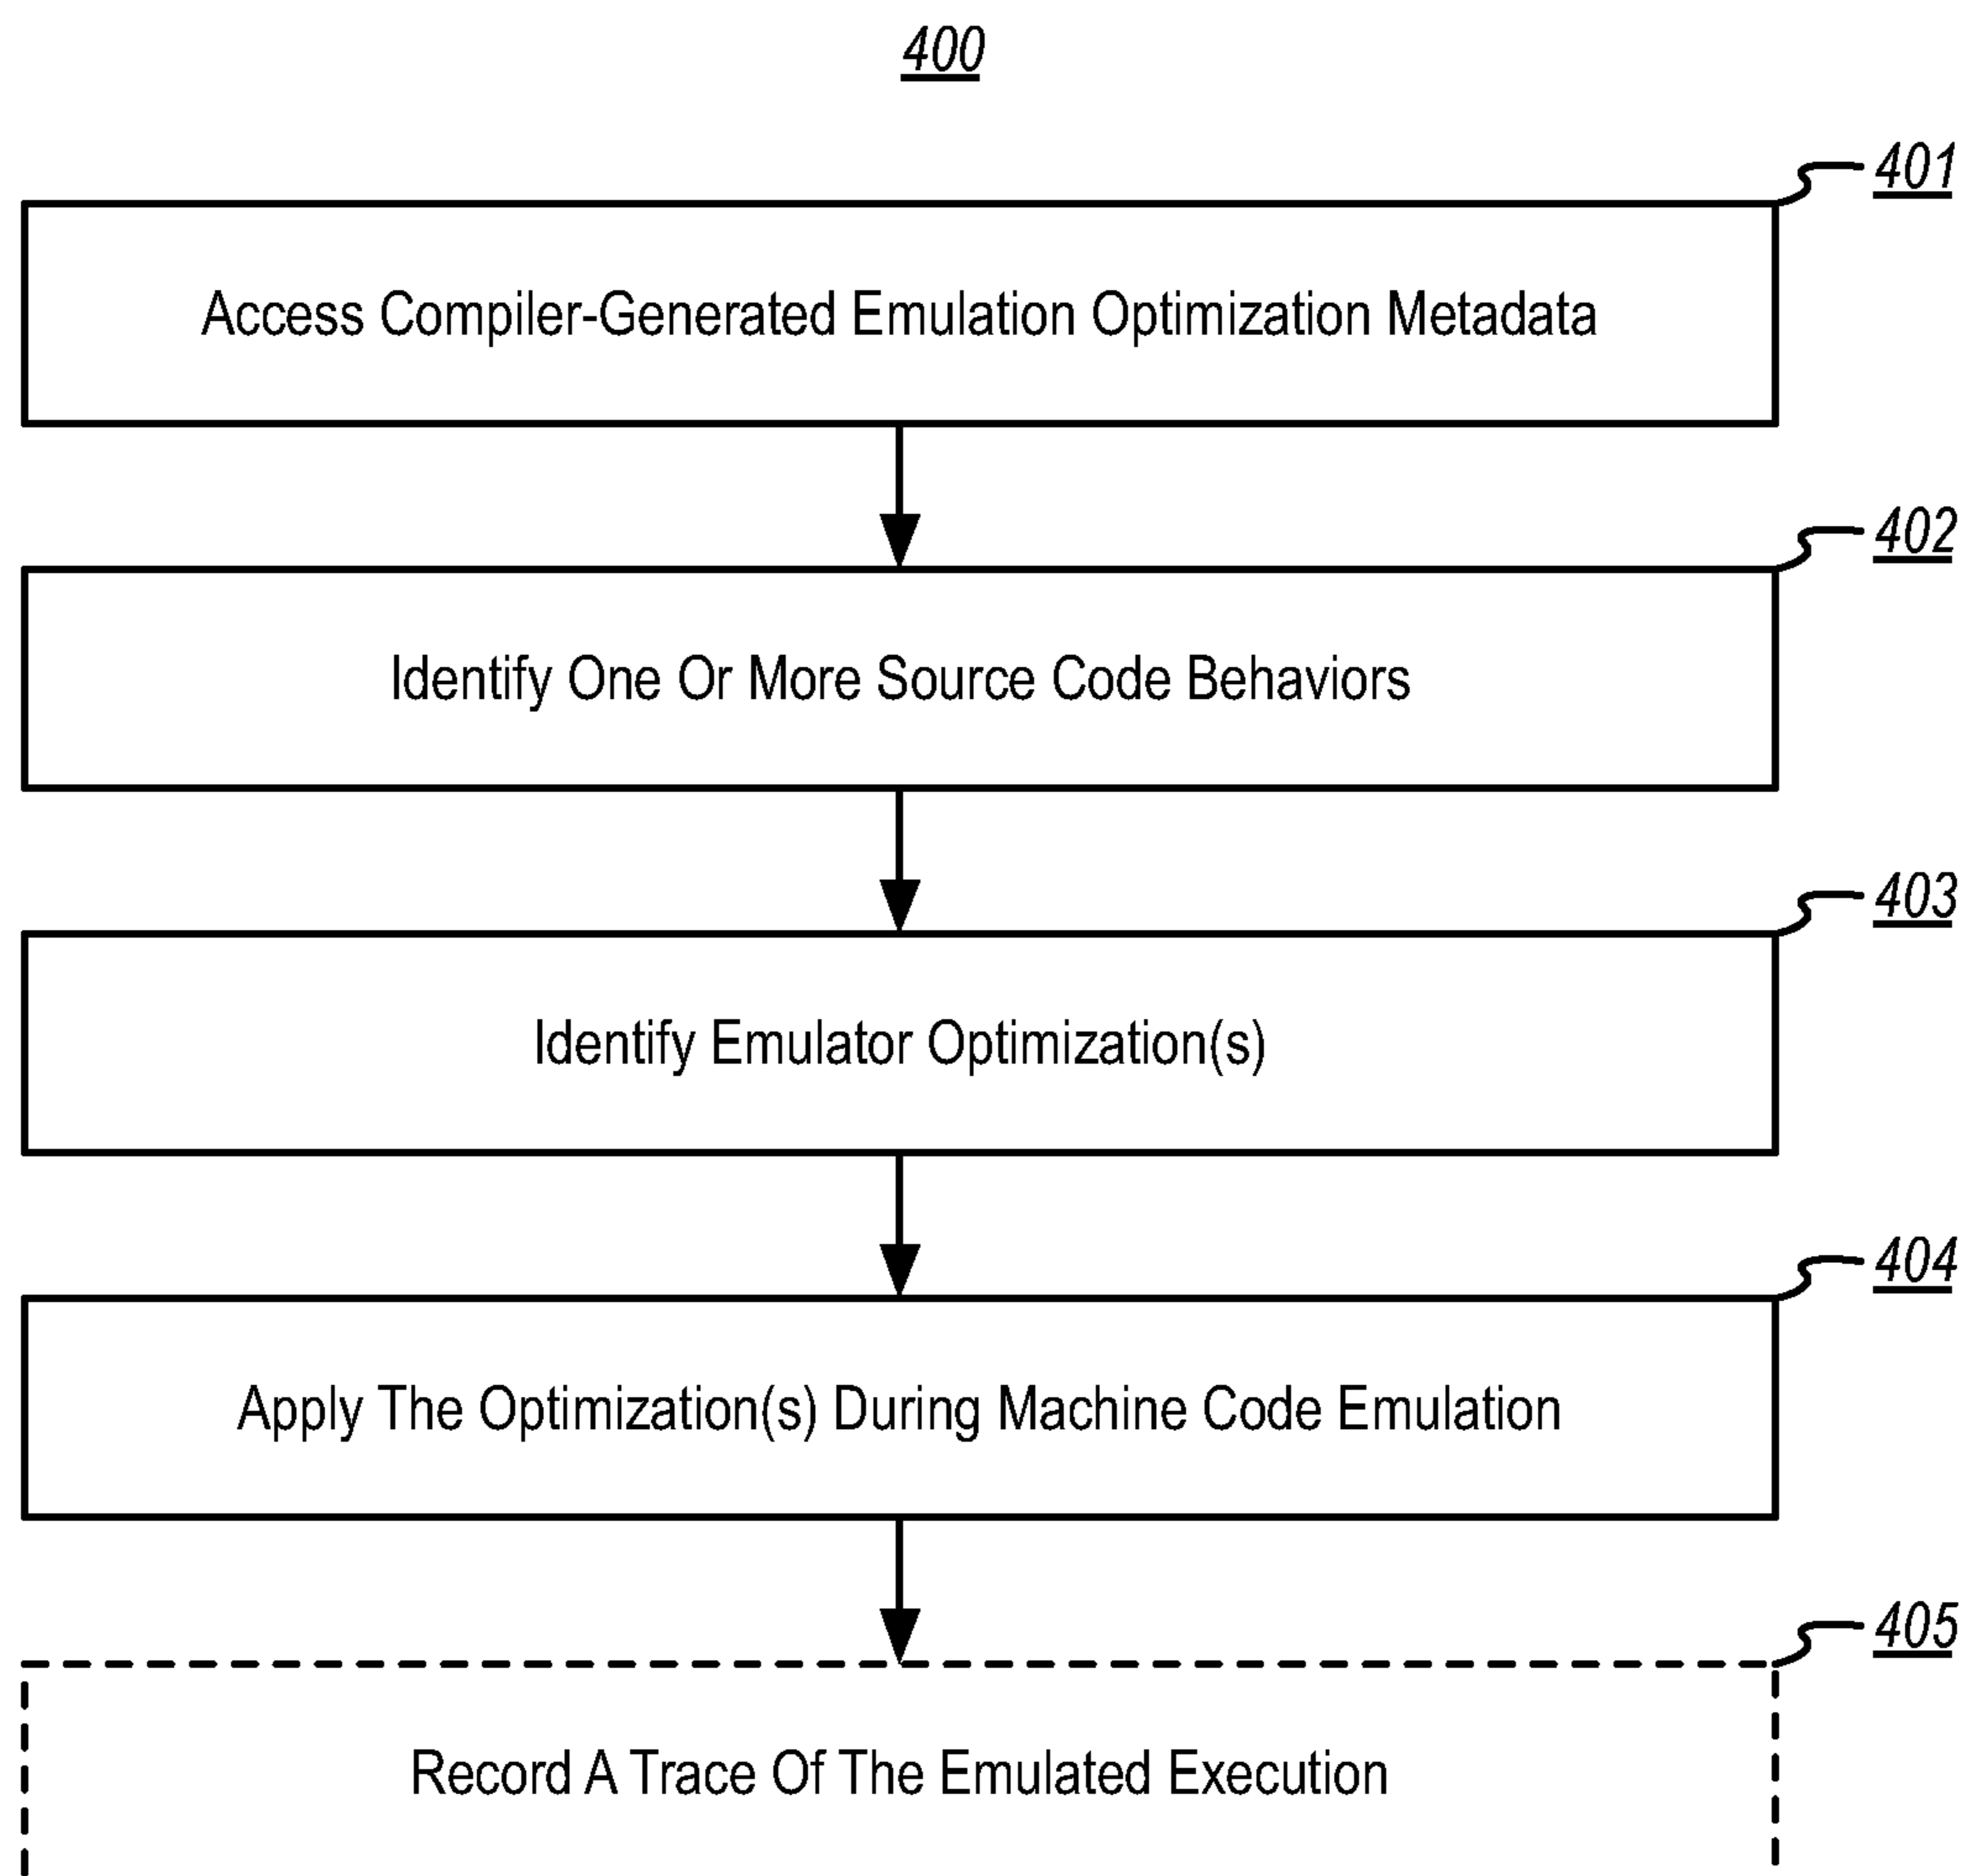 400
401
Access Compiler-Generated Emulation Optimization Metadata
402
Identify One Or More Source Code Behaviors
403
Identify Emulator Optimization(s)
404
Apply The Optimization(s) During Machine Code Emulation
405
Record A Trace Of The Emulated Execution